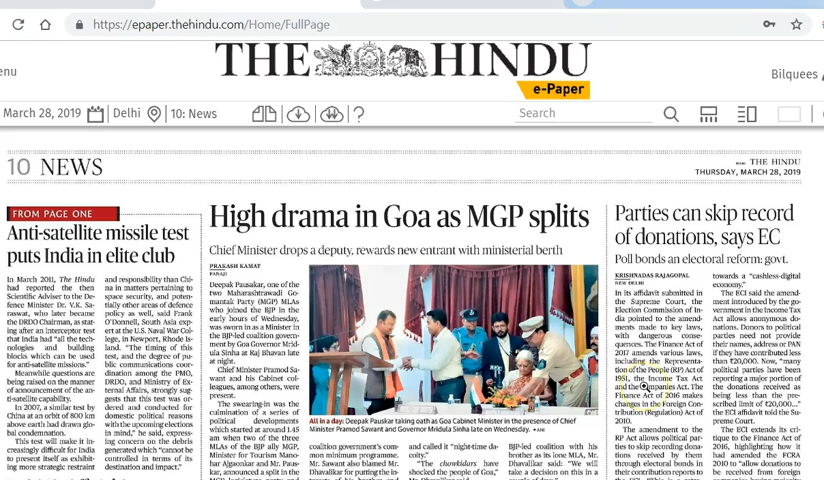 https://epaper.thehindu.com/Home/FullPage
THE HINDU
e-Paper
enu
Bilquees
March 28, 2019
Delhi
10: News
?
Search
10 NEWS
THE HINDU
THURSDAY, MARCH 28, 2019
FROM PAGE ONE
Anti-satellite missile test
puts India in elite club
In March 2011, The Hindu
had reported the then
Scientific Adviser to the De-
fence Minister Dr. V.K. Sa-
raswat, who later became
the DRDO Chairman, as stat-
ing after an interceptor test
that India had “all the tech-
nologies and building
blocks which can be used
for anti-satellite missions.”
Meanwhile questions are
being raised on the manner
of announcement of the an-
ti-satellite capability.
In 2007, a similar test by
China at an orbit of 800 km
above earth had drawn glo-
bal condemnation.
This test will make it in-
creasingly difficult for India
to present itself as exhibit-
ing more strategic restraint
and responsibility than Chi-
na in matters pertaining to
space security, and poten-
tially other areas of defence
policy as well, said Frank
O’Donnell, South Asia exp-
ert at the U.S. Naval War Col-
lege, in Newport, Rhode Is-
land. “The timing of this
test, and the degree of pu-
blic communications coor-
dination among the PMO,
DRDO, and Ministry of Ex-
ternal Affairs, strongly sug-
gests that this test was or-
dered and conducted for
domestic political reasons
with the upcoming elections
in mind,” he said, expres-
sing concern on the debris
generated which “cannot be
controlled in terms of its
destination and impact.”
High drama in Goa as MGP splits
Chief Minister drops a deputy, rewards new entrant with ministerial berth
PRAKASH KAMAT
PANAJI
Deepak Pauskar, one of the
two Maharashtrawadi Go-
mantak Party (MGP) MLAs
who joined the BJP in the
early hours of Wednesday,
was sworn in as a Minister in
the BJP-led coalition govern-
ment by Goa Governor Mri-
dula Sinha at Raj Bhavan late
at night.
Chief Minister Pramod Sa-
want and his Cabinet col-
leagues, among others, were
present.
The swearing-in was the
culmination of a series of
political developments
which started at around 1.45
am when two of the three
MLAs of the BJP ally MGP,
Minister for Tourism Mano-
har Ajgaonkar and Mr. Paus-
kar, announced a split in the
All in a day: Deepak Pauskar taking oath as Goa Cabinet Minister in the presence of Chief
Minister Pramod Sawant and Governor Mridula Sinha late on Wednesday.
coalition government’s com-
mon minimum programme.
Mr. Sawant also blamed Mr.
Dhavalikar for putting the in-
and called it “night-time da-
coity.”
“The chowkidars have
shocked the people of Goa,”
BJP-led coalition with his
brother as its lone MLA, Mr.
Dhavalikar said: “We will
take a decision on this in a
Parties can skip record
of donations, says EC
Poll bonds an electoral reform: govt.
KRISHNADAS RAJAGOPAL
NEW DELHI
In its affidavit submitted in
the Supreme Court, the
Election Commission of In-
dia pointed to the amend-
ments made to key laws,
with dangerous conse-
quences. The Finance Act of
2017 amends various laws,
including the Representa-
tion of the People (RP) Act of
1951, the Income Tax Act
and the Companies Act. The
Finance Act of 2016 makes
changes in the Foreign Con-
tribution (Regulation) Act of
2010.
The amendment to the
RP Act allows political par-
ties to skip recording dona-
tions received by them
through electoral bonds in
their contribution reports to
towards a “cashless-digital
economy.”
The ECI said the amend-
ment introduced by the go-
vernment in the Income Tax
Act allows anonymous do-
nations. Donors to political
parties need not provide
their names, address or PAN
if they have contributed less
than ₹20,000. Now, “many
political parties have been
reporting a major portion of
the donations received as
being less than the pre-
scribed limit of ₹20,000...”
the ECI affidavit told the Su-
preme Court.
The ECI extends its cri-
tique to the Finance Act of
2016, highlighting how it
had amended the FCRA
2010 to “allow donations to
be received from foreign